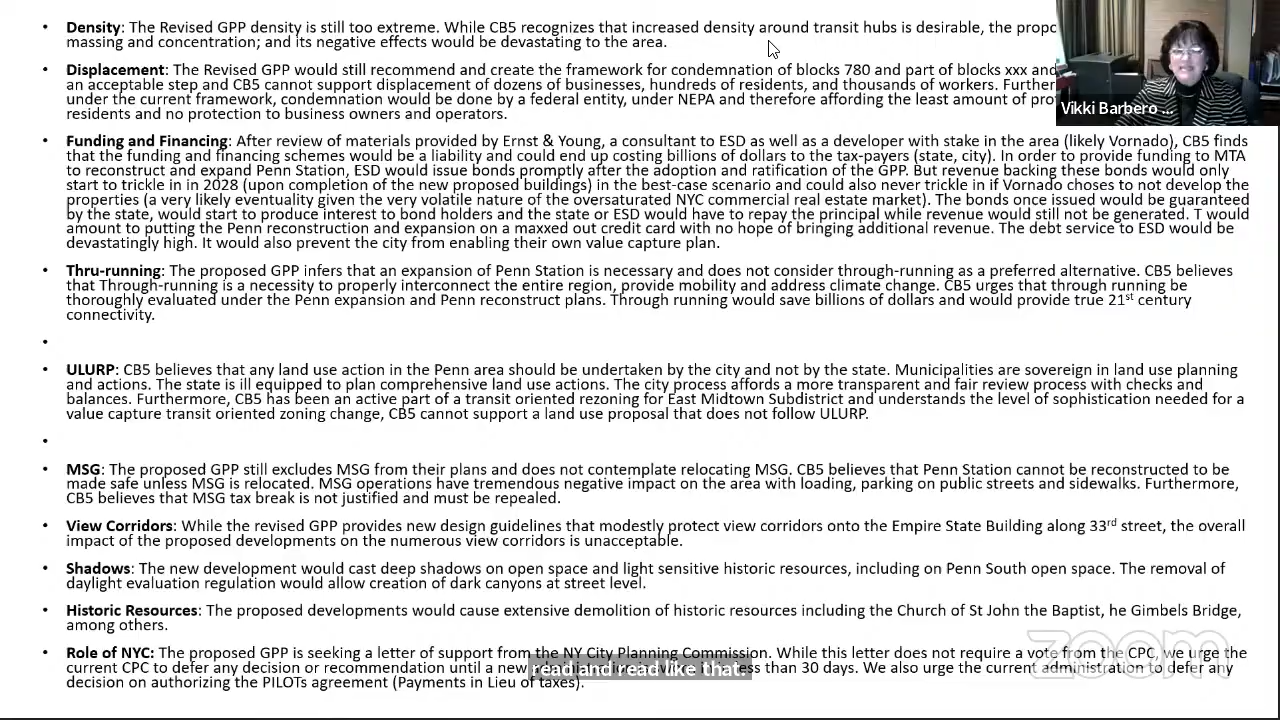 • Density: The Revised GPP density is still too extreme. While CB5 recognizes that increased density around transit hubs is desirable, the propo
massing and concentration; and its negative effects would be devastating to the area.
• Displacement: The Revised GPP would still recommend and create the framework for condemnation of blocks 780 and part of blocks xxx and
an acceptable step and CB5 cannot support displacement of dozens of businesses, hundreds of residents, and thousands of workers. Further
under the current framework, condemnation would be done by a federal entity, under NEPA and therefore affording the least amount of pro
residents and no protection to business owners and operators.
Vikki Barbero ...
• Funding and Financing: After review of materials provided by Ernst & Young, a consultant to ESD as well as a developer with stake in the area (likely Vornado), CB5 finds
that the funding and financing schemes would be a liability and could end up costing billions of dollars to the tax-payers (state, city). In order to provide funding to MTA
to reconstruct and expand Penn Station, ESD would issue bonds promptly after the adoption and ratification of the GPP. But revenue backing these bonds would only
start to trickle in in 2028 (upon completion of the new proposed buildings) in the best-case scenario and could also never trickle in if Vornado choses to not develop the
properties (a very likely eventuality given the very volatile nature of the oversaturated NYC commercial real estate market). The bonds once issued would be guaranteed
by the state, would start to produce interest to bond holders and the state or ESD would have to repay the principal while revenue would still not be generated. T would
amount to putting the Penn reconstruction and expansion on a maxxed out credit card with no hope of bringing additional revenue. The debt service to ESD would be
devastatingly high. It would also prevent the city from enabling their own value capture plan.
• Thru-running: The proposed GPP infers that an expansion of Penn Station is necessary and does not consider through-running as a preferred alternative. CB5 believes
that Through-running is a necessity to properly interconnect the entire region, provide mobility and address climate change. CB5 urges that through running be
thoroughly evaluated under the Penn expansion and Penn reconstruct plans. Through running would save billions of dollars and would provide true 21st century
connectivity.
•
• ULURP: CB5 believes that any land use action in the Penn area should be undertaken by the city and not by the state. Municipalities are sovereign in land use planning
and actions. The state is ill equipped to plan comprehensive land use actions. The city process affords a more transparent and fair review process with checks and
balances. Furthermore, CB5 has been an active part of a transit oriented rezoning for East Midtown Subdistrict and understands the level of sophistication needed for a
value capture transit oriented zoning change, CB5 cannot support a land use proposal that does not follow ULURP.
•
• MSG: The proposed GPP still excludes MSG from their plans and does not contemplate relocating MSG. CB5 believes that Penn Station cannot be reconstructed to be
made safe unless MSG is relocated. MSG operations have tremendous negative impact on the area with loading, parking on public streets and sidewalks. Furthermore,
CB5 believes that MSG tax break is not justified and must be repealed.
• View Corridors: While the revised GPP provides new design guidelines that modestly protect view corridors onto the Empire State Building along 33rd street, the overall
impact of the proposed developments on the numerous view corridors is unacceptable.
• Shadows: The new development would cast deep shadows on open space and light sensitive historic resources, including on Penn South open space. The removal of
daylight evaluation regulation would allow creation of dark canyons at street level.
• Historic Resources: The proposed developments would cause extensive demolition of historic resources including the Church of St John the Baptist, he Gimbels Bridge,
among others.
• Role of NYC: The proposed GPP is seeking a letter of support from the NY City Planning Commission. While this letter does not require a vote from the CPC, we urge the
current CPC to defer any decision or recommendation until a new less than 30 days. We also urge the current administration to defer any
decision on authorizing the PILOTs agreement (Payments in Lieu of taxes).
read and read like that.
zoom